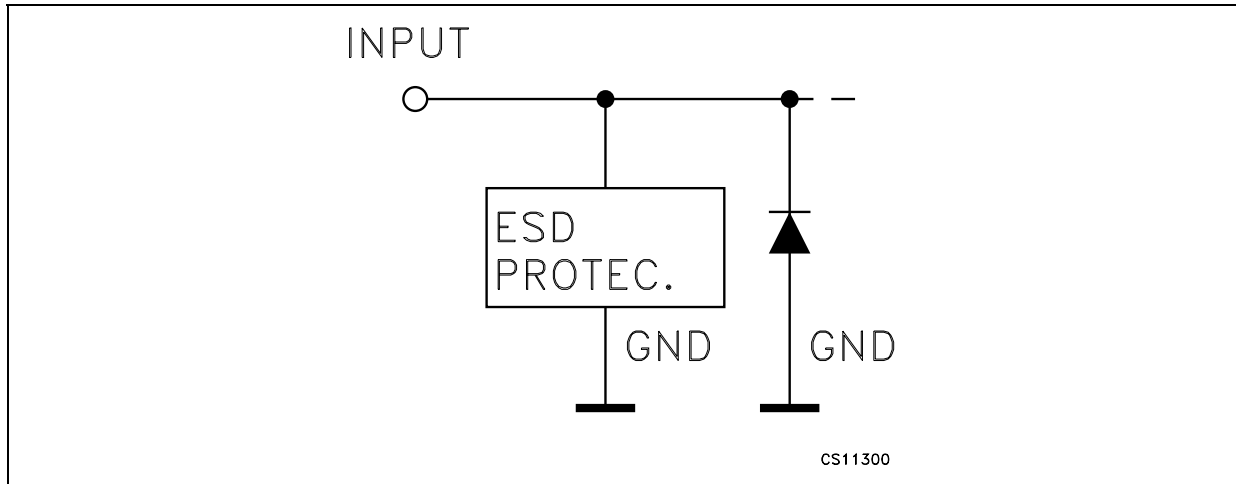 INPUT
ESD
PROTEC.
GND
GND
CS11300